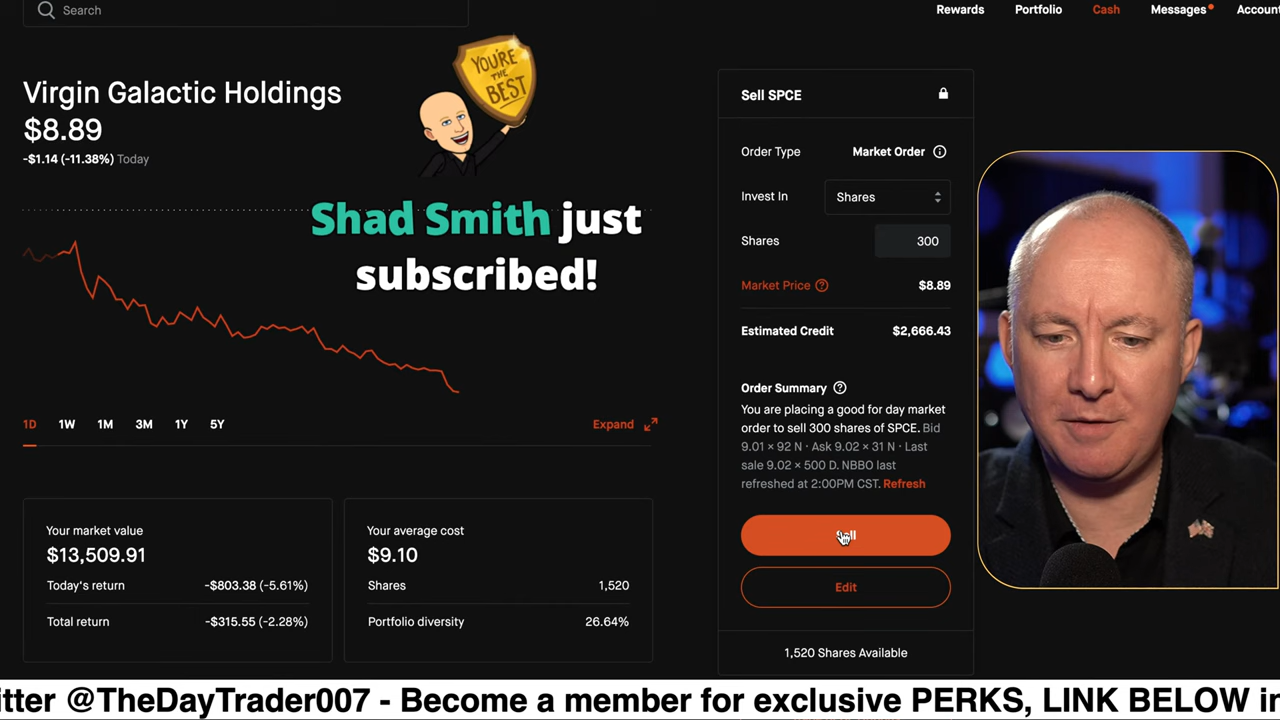 Search
Rewards
Portfolio
Cash
Messages
Account
Virgin Galactic Holdings
$8.89
-$1.14 (-11.38%) Today
YOU'RE
THE
BEST
Shad Smith just
subscribed!
1D 1W 1M 3M 1Y 5Y
Expand
Your market value
$13,509.91
Today's return -$803.38 (-5.61%)
Total return -$315.55 (-2.28%)
Your average cost
$9.10
Shares 1,520
Portfolio diversity 26.64%
Sell SPCE
Order Type Market Order
Invest In Shares
Shares 300
Market Price $8.89
Estimated Credit $2,666.43
Order Summary
You are placing a good for day market
order to sell 300 shares of SPCE. Bid
9.01 × 92 N · Ask 9.02 × 31 N · Last
sale 9.02 × 500 D. NBBO last
refreshed at 2:00PM CST. Refresh
Edit
1,520 Shares Available
itter @TheDayTrader007 - Become a member for exclusive PERKS, LINK BELOW in